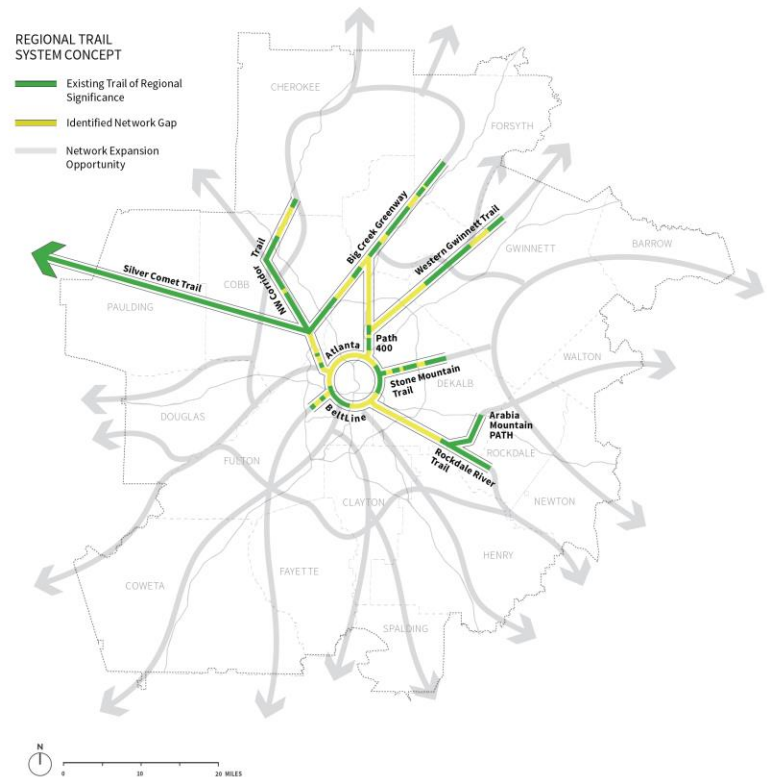 REGIONAL TRAIL
SYSTEM CONCEPT
Existing Trail of Regional
Significance
Identified Network Gap
Network Expansion
Opportunity
CHEROKEE
FORSYTH
Big Creek Greenway
Western Gwinnett Trail
GWINNETT
BARROW
NW Corridor Trail
Silver Comet Trail
COBB
PAULDING
Atlanta
BeltLine
Path
400
Stone Mountain
Trail
DEKALB
WALTON
DOUGLAS
Arabia
Mountain
PATH
ROCKDALE
Rockdale River
Trail
FULTON
CLAYTON
NEWTON
HENRY
FAYETTE
COWETA
SPALDING
N
0 10 20 MILES